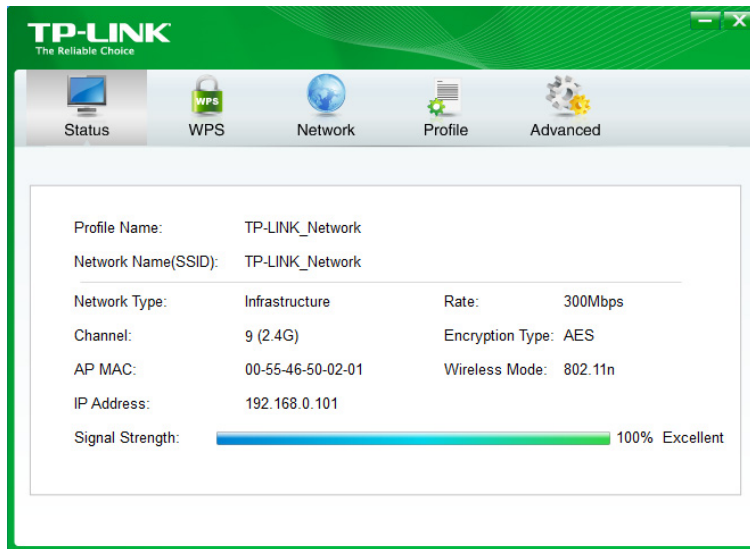 TP-LINK
The Reliable Choice
WPS
Status WPS Network Profile Advanced
Profile Name: TP-LINK_Network
Network Name(SSID): TP-LINK_Network
Network Type: Infrastructure Rate: 300Mbps
Channel: 9 (2.4G) Encryption Type: AES
AP MAC: 00-55-46-50-02-01 Wireless Mode: 802.11n
IP Address: 192.168.0.101
Signal Strength: 100% Excellent